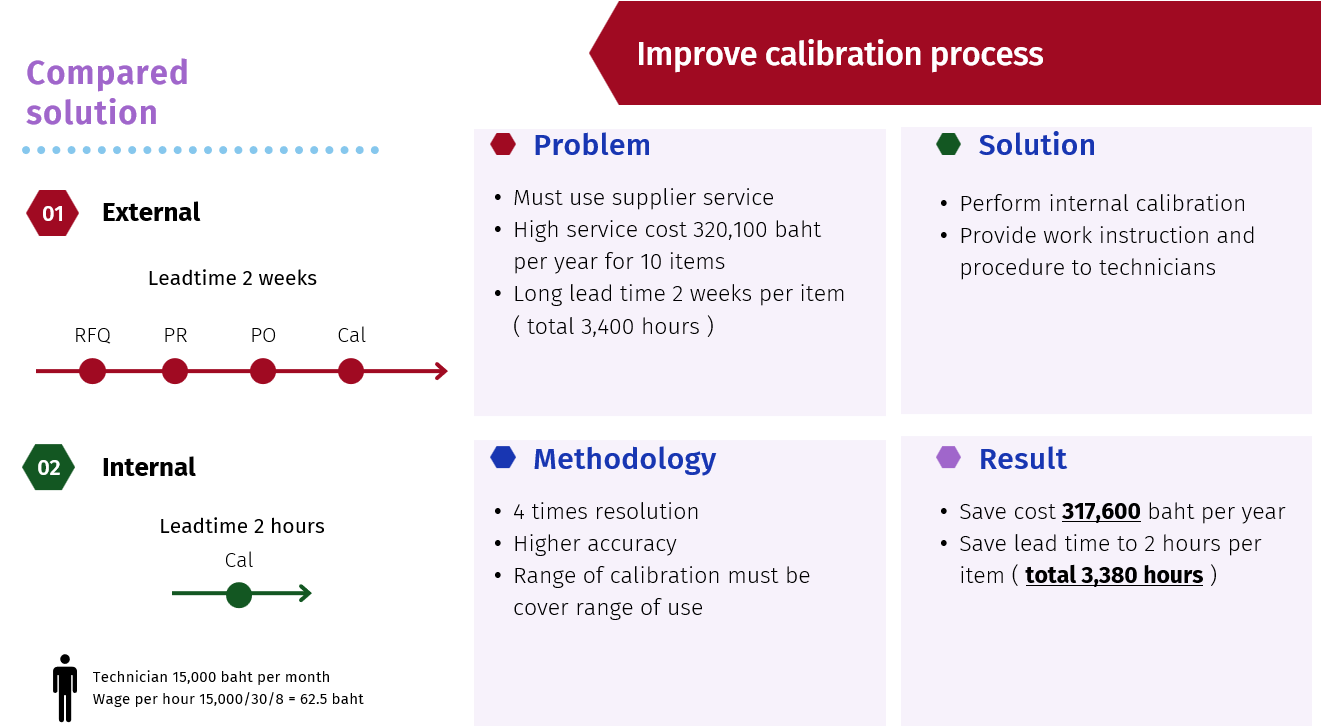 Improve calibration process
Compared
solution
01
External
Leadtime 2 weeks
RFQ PR PO Cal
02
Internal
Leadtime 2 hours
Cal
Technician 15,000 baht per month
Wage per hour 15,000/30/8 = 62.5 baht
Problem
• Must use supplier service
• High service cost 320,100 baht
per year for 10 items
• Long lead time 2 weeks per item
( total 3,400 hours )
Solution
• Perform internal calibration
• Provide work instruction and
procedure to technicians
Methodology
• 4 times resolution
• Higher accuracy
• Range of calibration must be
cover range of use
Result
• Save cost 317,600 baht per year
• Save lead time to 2 hours per
item ( total 3,380 hours )